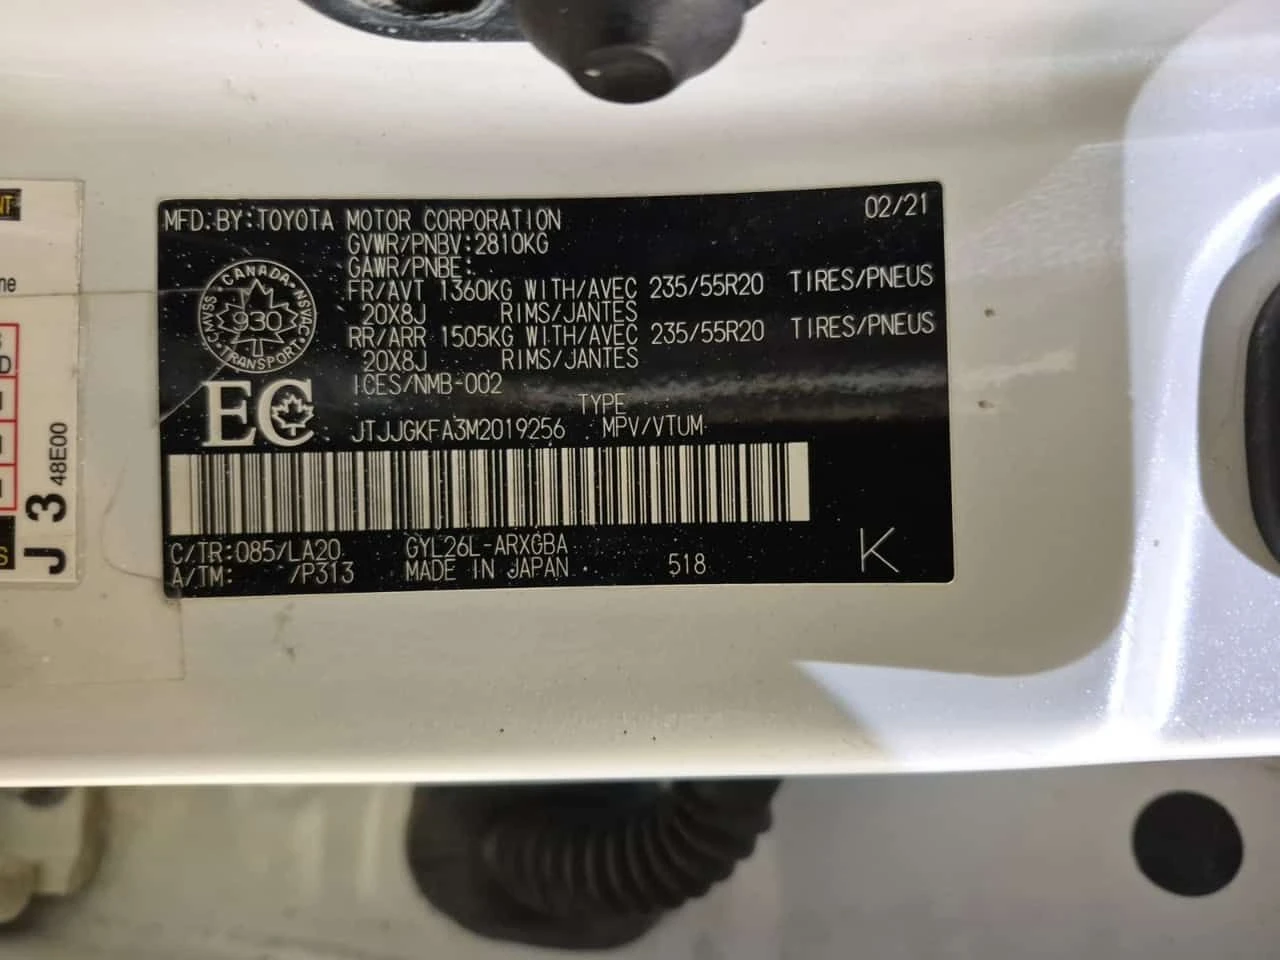 MFD.BY:TOYOTA MOTOR CORPORATION 02/21
GVWR/PNBV:2810KG
GAWR/PNBE:
FR/AVT 1360KG WITH/AVEC 235/55R20 TIRES/PNEUS
20X8J RIMS/JANTES
RR/ARR 1505KG WITH/AVEC 235/55R20 TIRES/PNEUS
20X8J RIMS/JANTES
ICES/NMB-002
CANADA
NSVAC
TRANSPORT
CMVSS
930
EC
TYPE
JTJJGKFA3M2019256 MPV/VTUM
C/TR:085/LA20 GYL26L-ARXGBA
A/TM: /P313 MADE IN JAPAN 518
K
J 3 48E00